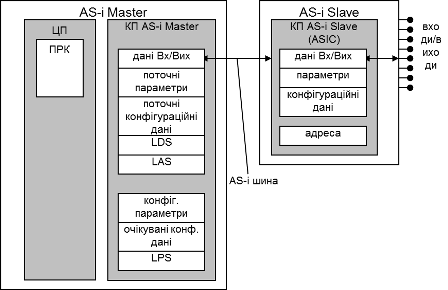 AS-i Master
ЦП
ПРК
КП AS-i Master
дані Вх/Вих
поточні
параметри
поточні
конфігураційні
дані
LDS
LAS
конфіг.
параметри
очікувані конф.
дані
LPS
AS-i шина
AS-i Slave
КП AS-i Slave
(ASIC)
дані Вх/Вих
параметри
конфігураційні
дані
адреса
вхо
ди/в
ихо
ди